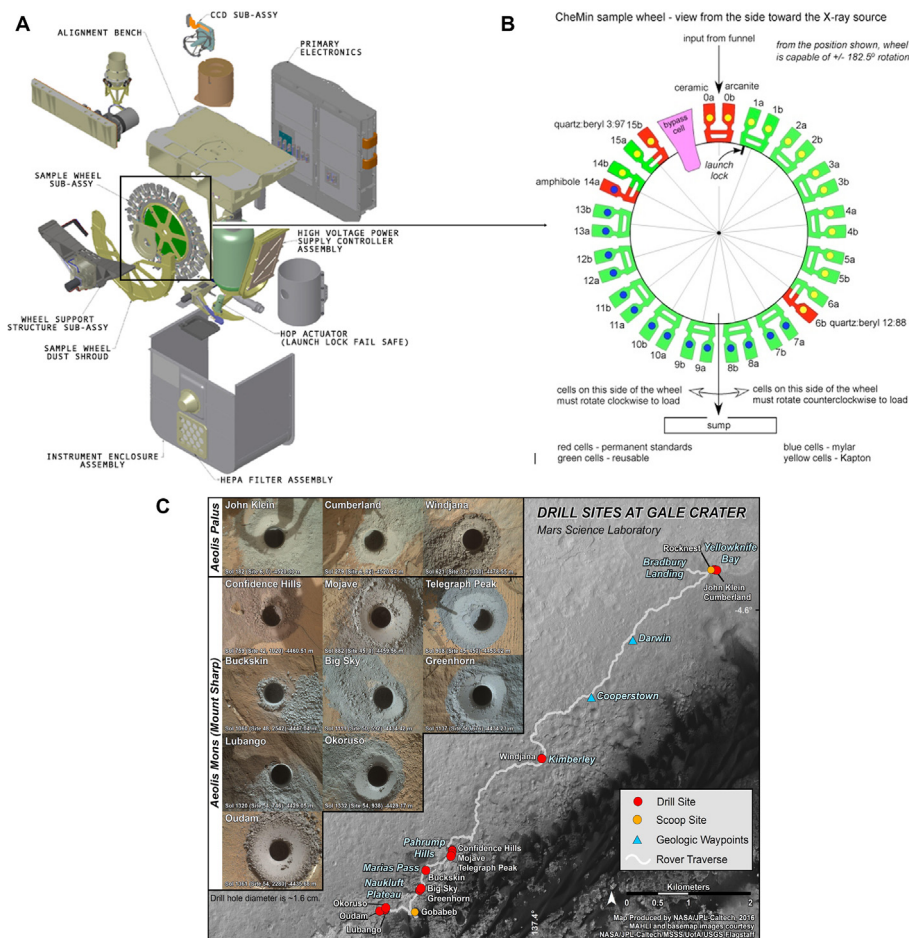 A
CCD SUB-ASSY
ALIGNMENT BENCH
PRIMARY
ELECTRONICS
SAMPLE WHEEL
SUB-ASSY
HIGH VOLTAGE POWER
SUPPLY CONTROLLER
ASSEMBLY
WHEEL SUPPORT
STRUCTURE SUB-ASSY
HOP ACTUATOR
(LAUNCH LOCK FAIL SAFE)
SAMPLE WHEEL
DUST SHROUD
INSTRUMENT ENCLOSURE
ASSEMBLY
HEPA FILTER ASSEMBLY
B
CheMin sample wheel - view from the side toward the X-ray source
input from funnel
from the position shown, wheel
is capable of +/- 182.5° rotation
ceramic
arcanite
0a
0b
1a
1b
2a
2b
3a
3b
4a
4b
5a
5b
6a
6b quartz:beryl 12:88
7a
7b
8a
8b
9a
9b
10a
10b
11a
11b
12a
12b
13a
13b
amphibole 14a
14b
15a
quartz:beryl 3:97 15b
bypass
cell
launch
lock
cells on this side of the wheel
must rotate clockwise to load
cells on this side of the wheel
must rotate counterclockwise to load
sump
red cells - permanent standards
green cells - reusable
blue cells - mylar
yellow cells - Kapton
C
Aeolis Palus
John Klein
Cumberland
Windjana
Aeolis Mons (Mount Sharp)
Confidence Hills
Mojave
Telegraph Peak
Buckskin
Big Sky
Greenhorn
Lubango
Okoruso
Oudam
Drill hole diameter is ~1.6 cm.
DRILL SITES AT GALE CRATER
Mars Science Laboratory
Rocknest
Yellowknife
Bay
Bradbury
Landing
John Klein
Cumberland
-4.6°
Darwin
Cooperstown
Windjana
Kimberley
Pahrump
Hills
Confidence Hills
Mojave
Telegraph Peak
Marias Pass
Buckskin
Naukluft
Plateau
Big Sky
Greenhorn
Okoruso
Oudam
Lubango
Gobabeb
137.4°
Drill Site
Scoop Site
Geologic Waypoints
Rover Traverse
Kilometers
0 0.5 1 2
Map Produced by NASA/JPL-Caltech, 2016
MAHLI and basemap images courtesy
NASA/JPL-Caltech/MSSS/UofA/USGS Flagstaff